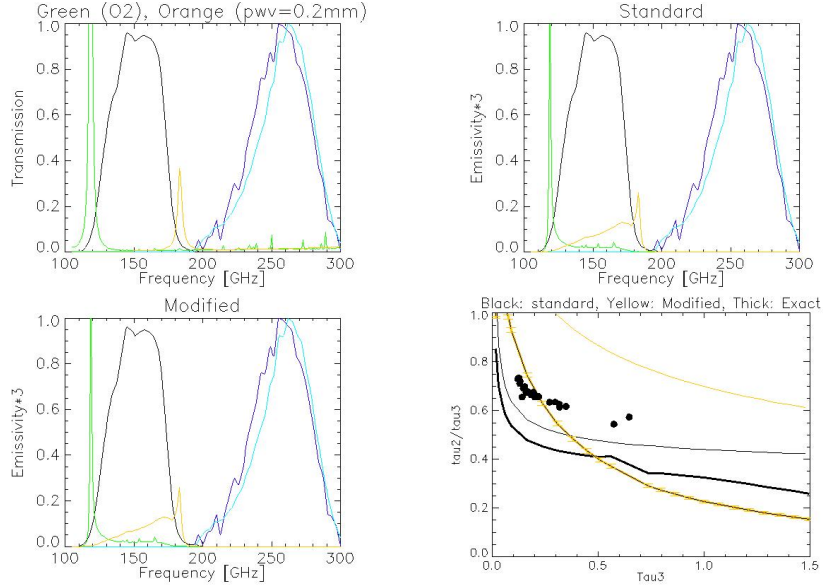 Green (O2), Orange (pwv=0.2mm)
Transmission
1.0
0.8
0.6
0.4
0.2
0.0
100 150 200 250 300
Frequency [GHz]
Standard
Emissivity*3
1.0
0.8
0.6
0.4
0.2
0.0
100 150 200 250 300
Frequency [GHz]
Modified
Emissivity*3
1.0
0.8
0.6
0.4
0.2
0.0
100 150 200 250 300
Frequency [GHz]
Black: standard, Yellow: Modified, Thick: Exact
tau2/tau3
1.0
0.8
0.6
0.4
0.2
0.0
0.0 0.5 1.0 1.5
Tau3